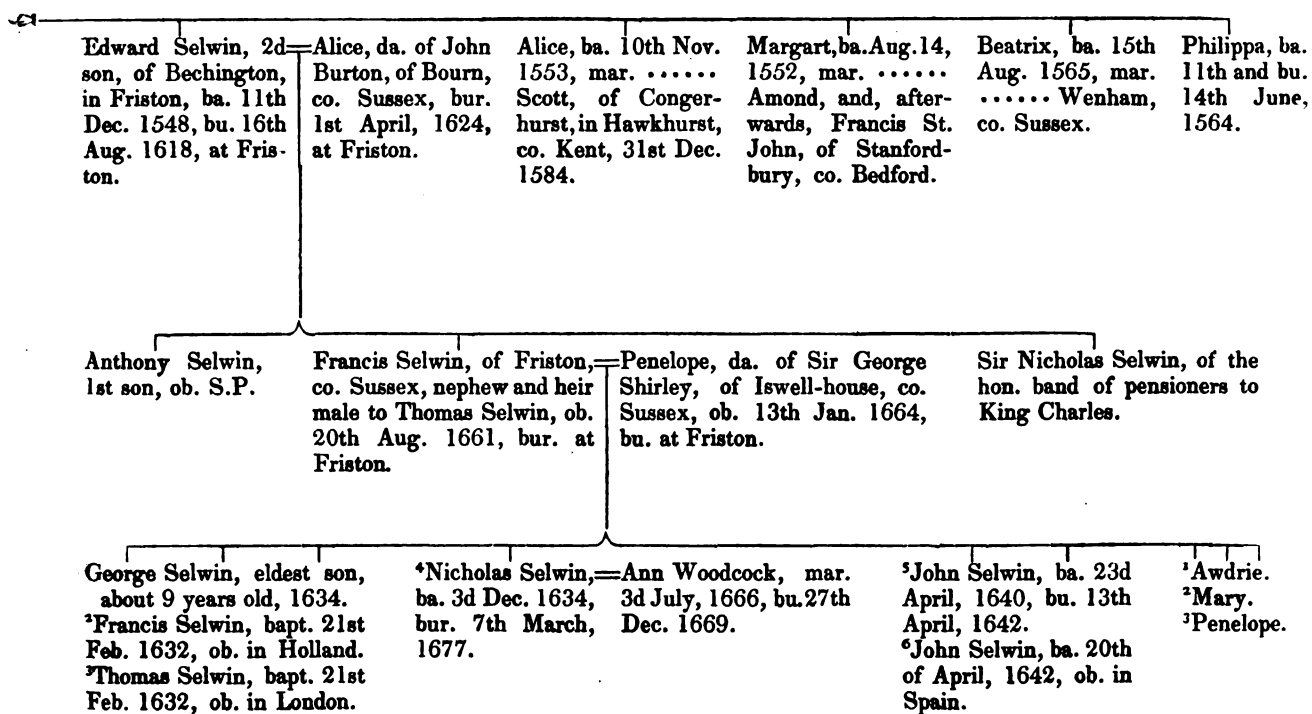 Edward Selwin, 2d
son, of Bechington,
in Friston, ba. 11th
Dec. 1548, bu. 16th
Aug. 1618, at Fris-
ton.
Alice, da. of John
Burton, of Bourn,
co. Sussex, bur.
1st April, 1624,
at Friston.
Alice, ba. 10th Nov.
1553, mar. ······
Scott, of Conger-
hurst, in Hawkhurst,
co. Kent, 31st Dec.
1584.
Margart, ba. Aug. 14,
1552, mar. ······
Amond, and, after-
wards, Francis St.
John, of Stanford-
bury, co. Bedford.
Beatrix, ba. 15th
Aug. 1565, mar.
······ Wenham,
co. Sussex.
Philippa, ba.
11th and bu.
14th June,
1564.
Anthony Selwin,
1st son, ob. S.P.
Francis Selwin, of Friston,
co. Sussex, nephew and heir
male to Thomas Selwin, ob.
20th Aug. 1661, bur. at
Friston.
Penelope, da. of Sir George
Shirley, of Iswell-house, co.
Sussex, ob. 13th Jan. 1664,
bu. at Friston.
Sir Nicholas Selwin, of the
hon. band of pensioners to
King Charles.
George Selwin, eldest son,
about 9 years old, 1634.
²Francis Selwin, bapt. 21st
Feb. 1632, ob. in Holland.
³Thomas Selwin, bapt. 21st
Feb. 1632, ob. in London.
⁴Nicholas Selwin,
ba. 3d Dec. 1634,
bur. 7th March,
1677.
Ann Woodcock, mar.
3d July, 1666, bu. 27th
Dec. 1669.
⁵John Selwin, ba. 23d
April, 1640, bu. 13th
April, 1642.
⁶John Selwin, ba. 20th
of April, 1642, ob. in
Spain.
¹Awdrie.
²Mary.
³Penelope.